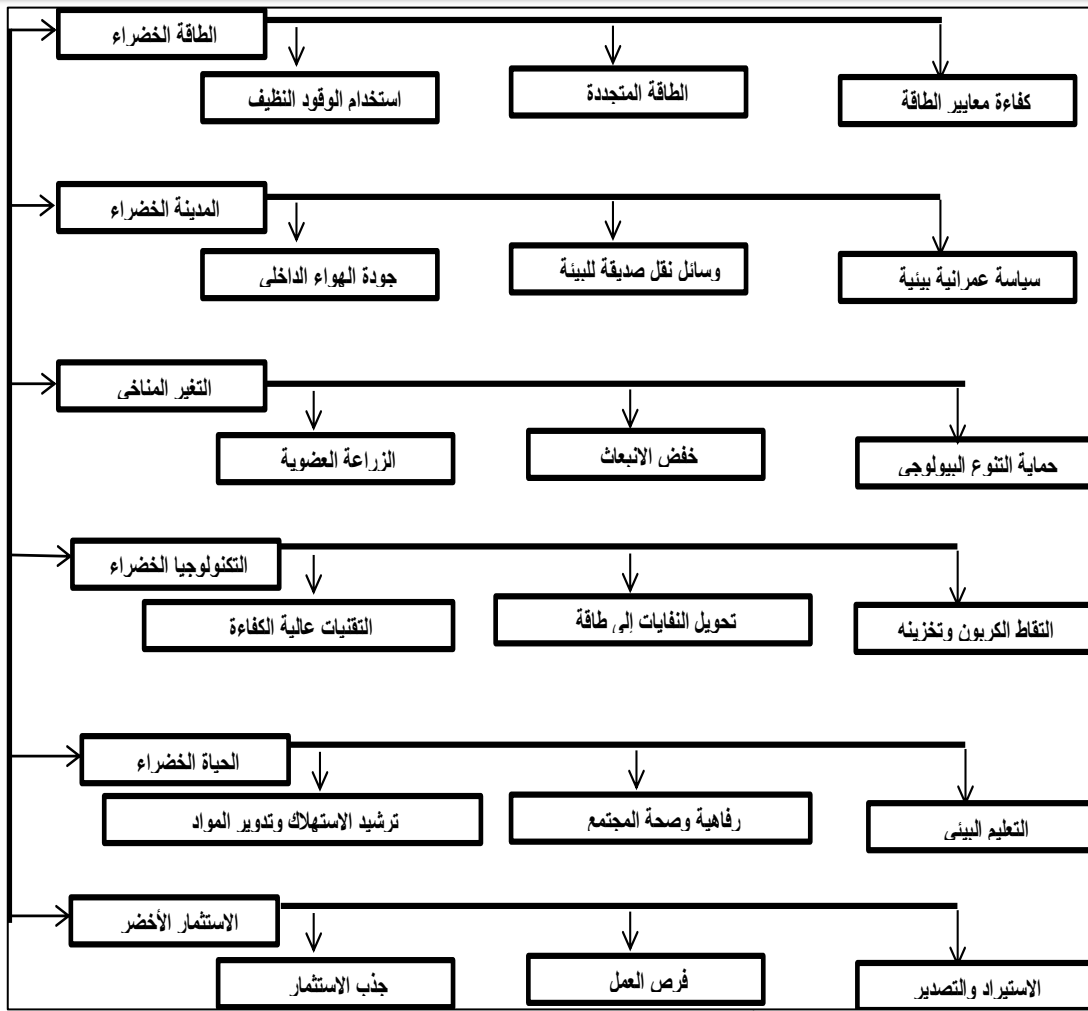 الطاقة الخضراء
كفاءة معايير الطاقة
الطاقة المتجددة
استخدام الوقود النظيف
المدينة الخضراء
سياسة عمرانية بيئية
وسائل نقل صديقة للبيئة
جودة الهواء الداخلى
التغير المناخى
حماية التنوع البيولوجى
خفض الانبعاث
الزراعة العضوية
التكنولوجيا الخضراء
التقاط الكربون وتخزينه
تحويل النفايات إلى طاقة
التقنيات عالية الكفاءة
الحياة الخضراء
التعليم البيئى
رفاهية وصحة المجتمع
ترشيد الاستهلاك وتدوير المواد
الاستثمار الأخضر
الاستيراد والتصدير
فرص العمل
جذب الاستثمار